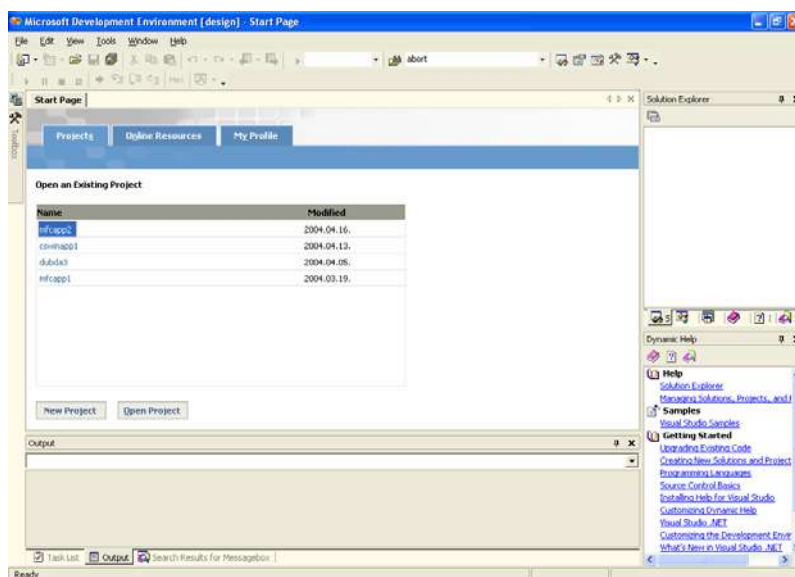 Microsoft Development Environment [design] - Start Page
File Edit View Tools Window Help
abort
Start Page
Solution Explorer
Toolbox
Projects Online Resources My Profile
Open an Existing Project
Name Modified
mfcapp2 2004.04.16.
cswinapp1 2004.04.13.
dubda3 2004.04.05.
mfcapp1 2004.03.19.
New Project Open Project
Dynamic Help
Help
Solution Explorer
Managing Solutions, Projects, and F
Samples
Visual Studio Samples
Getting Started
Upgrading Existing Code
Creating New Solutions and Project
Programming Languages
Source Control Basics
Installing Help for Visual Studio
Customizing Dynamic Help
Visual Studio .NET
Customizing the Development Envir
What's New in Visual Studio .NET
Output
Task List Output Search Results for Messagebox
Ready